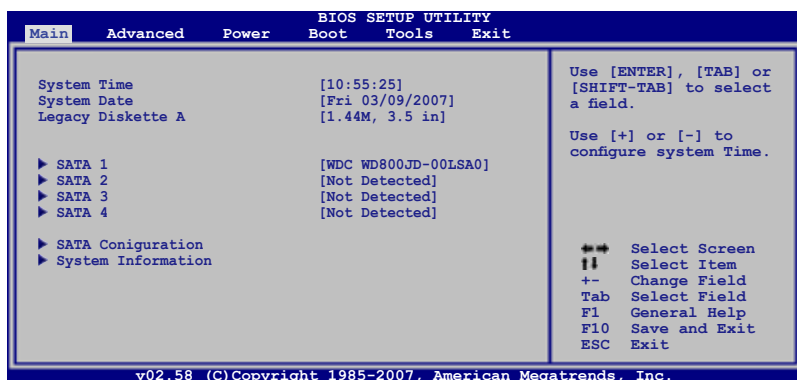 BIOS SETUP UTILITY
Main Advanced Power Boot Tools Exit
System Time [10:55:25]
System Date [Fri 03/09/2007]
Legacy Diskette A [1.44M, 3.5 in]
SATA 1 [WDC WD800JD-00LSA0]
SATA 2 [Not Detected]
SATA 3 [Not Detected]
SATA 4 [Not Detected]
SATA Coniguration
System Information
Use [ENTER], [TAB] or
[SHIFT-TAB] to select
a field.
Use [+] or [-] to
configure system Time.
Select Screen
Select Item
+- Change Field
Tab Select Field
F1 General Help
F10 Save and Exit
ESC Exit
v02.58 (C)Copyright 1985-2007, American Megatrends, Inc.